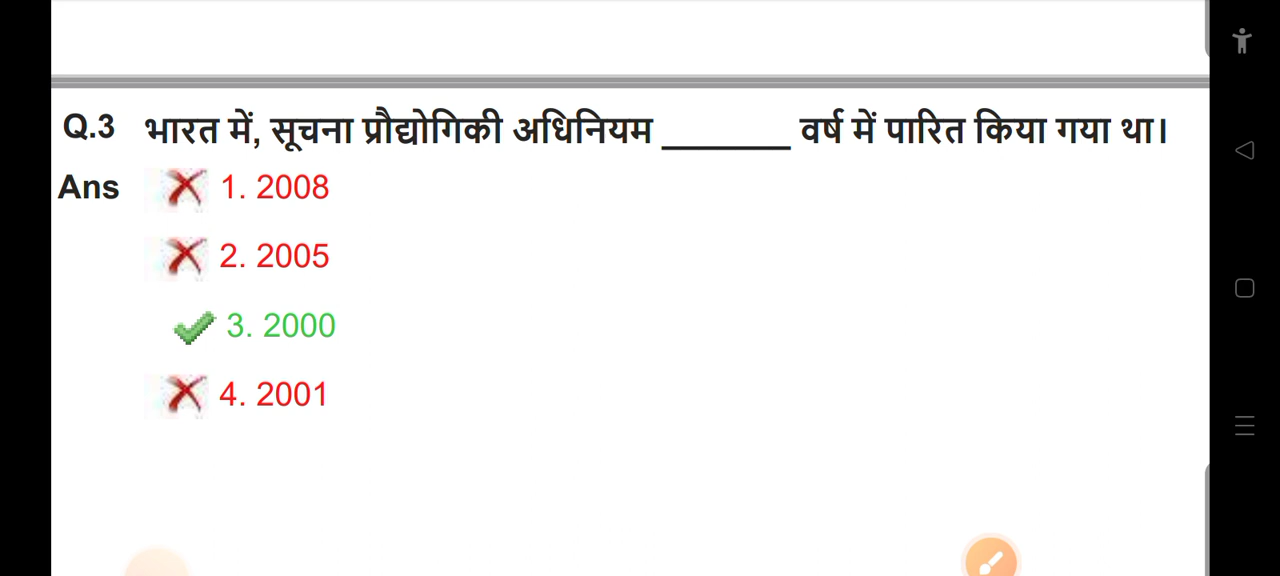 Q.3 भारत में, सूचना प्रौद्योगिकी अधिनियम _______ वर्ष में पारित किया गया था।
Ans 1. 2008
2. 2005
3. 2000
4. 2001